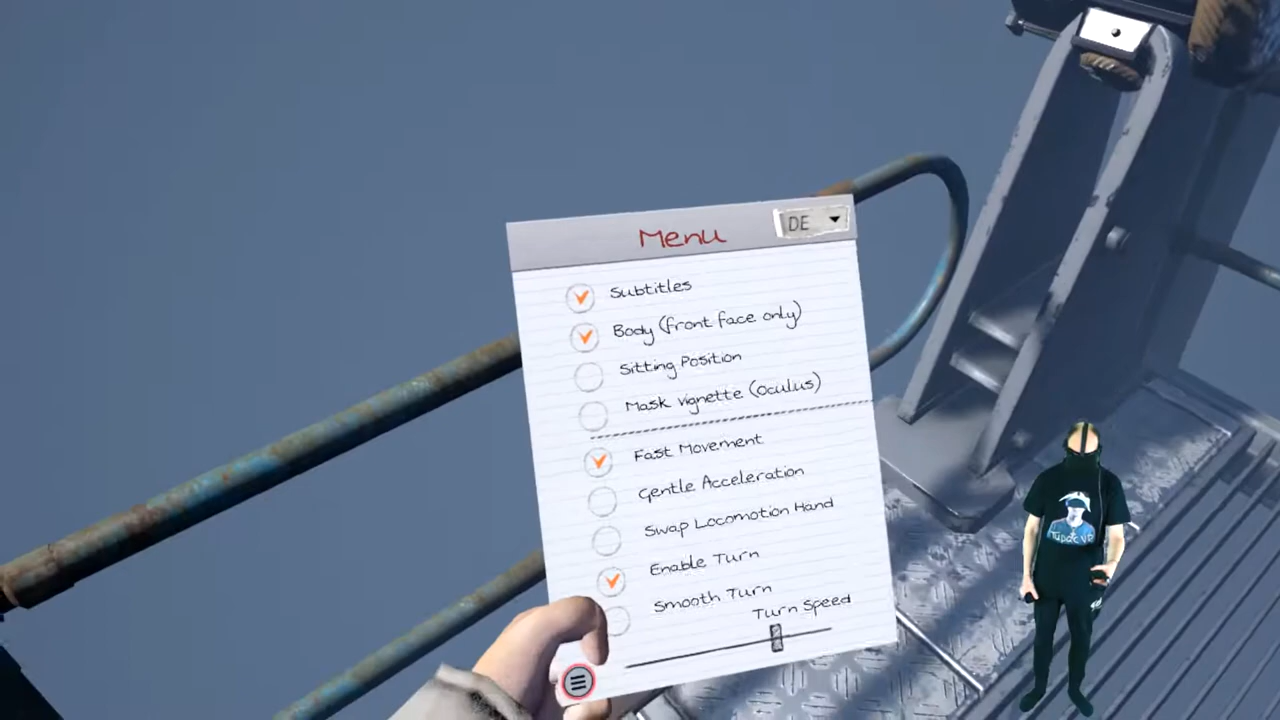 Menu
DE
Subtitles
Body (front face only)
Sitting Position
Mask vignette (Oculus)
Fast Movement
Gentle Acceleration
Swap Locomotion Hand
Enable Turn
Smooth Turn
Turn Speed